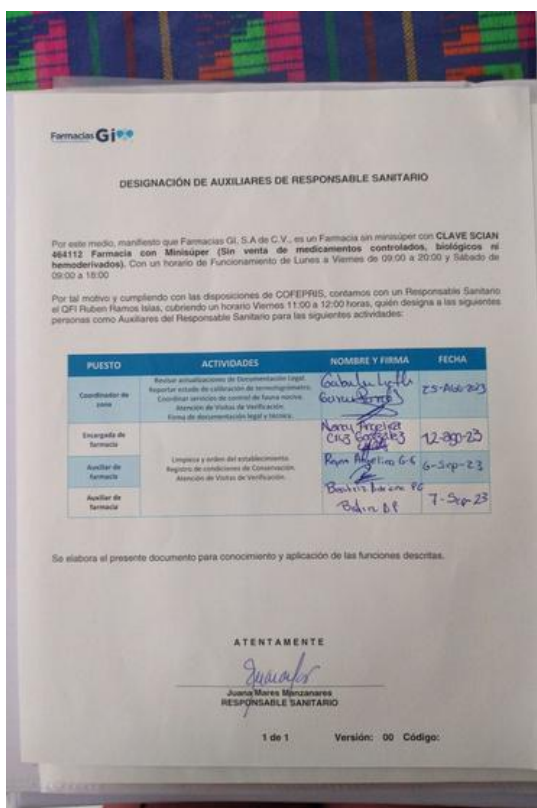 Farmacias Gi
DESIGNACIÓN DE AUXILIARES DE RESPONSABLE SANITARIO
Por este medio, manifiesto que Farmacias GI, S.A de C.V., es un Farmacia sin minisúper con CLAVE SCIAN
464112 Farmacia con Minisúper (Sin venta de medicamentos controlados, biológicos ni
hemoderivados). Con un horario de Funcionamiento de Lunes a Viernes de 09:00 a 20:00 y Sábado de
09:00 a 18:00
Por tal motivo y cumpliendo con las disposiciones de COFEPRIS, contamos con un Responsable Sanitario
el QFI Ruben Ramos Islas, cubriendo un horario Viernes 11:00 a 12:00 horas, quién designa a las siguientes
personas como Auxiliares del Responsable Sanitario para las siguientes actividades:
PUESTO ACTIVIDADES NOMBRE Y FIRMA FECHA
Coordinador de zona
Revisar actualizaciones de Documentación Legal.
Reportar estado de calibración de termohigrómetro.
Coordinar servicios de control de fauna nociva.
Atención de Visitas de Verificación.
Firma de documentación legal y técnica.
25-Ago-2023
Encargada de farmacia
Nancy Angelica
Cruz González
12-ago-23
Auxiliar de farmacia
Limpieza y orden del establecimiento.
Registro de condiciones de Conservación.
Atención de Visitas de Verificación.
Reyna Angelica G-G
6-Sep-23
Auxiliar de farmacia
Beatriz PG
7-Sep-23
Se elabora el presente documento para conocimiento y aplicación de las funciones descritas.
ATENTAMENTE
Juana Mares Manzanares
RESPONSABLE SANITARIO
1 de 1 Versión: 00 Código: